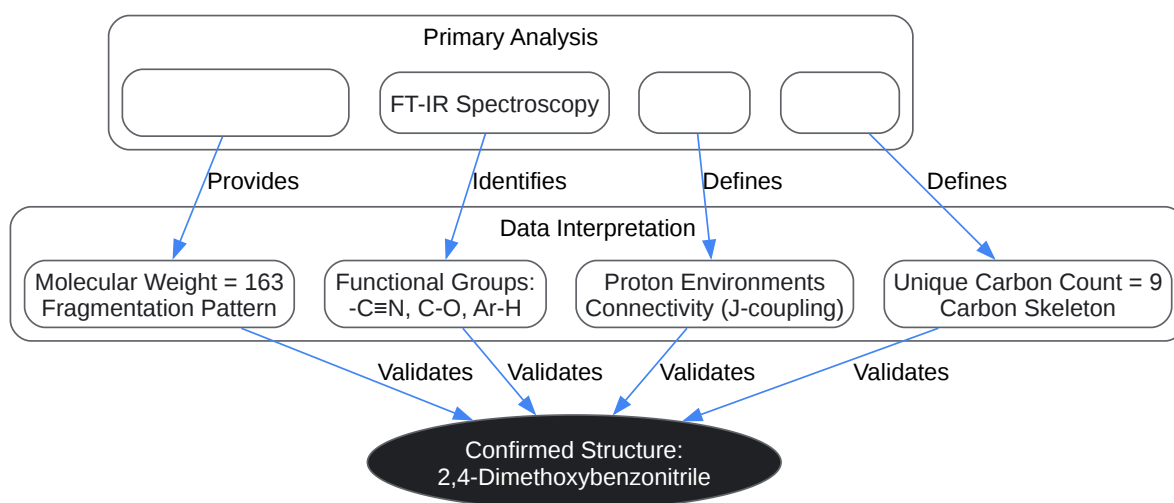 Primary Analysis
FT-IR Spectroscopy
Provides
Identifies
Defines
Defines
Data Interpretation
Molecular Weight = 163
Fragmentation Pattern
Functional Groups:
-C≡N, C-O, Ar-H
Proton Environments
Connectivity (J-coupling)
Unique Carbon Count = 9
Carbon Skeleton
Validates
Validates
Validates
Validates
Confirmed Structure:
2,4-Dimethoxybenzonitrile